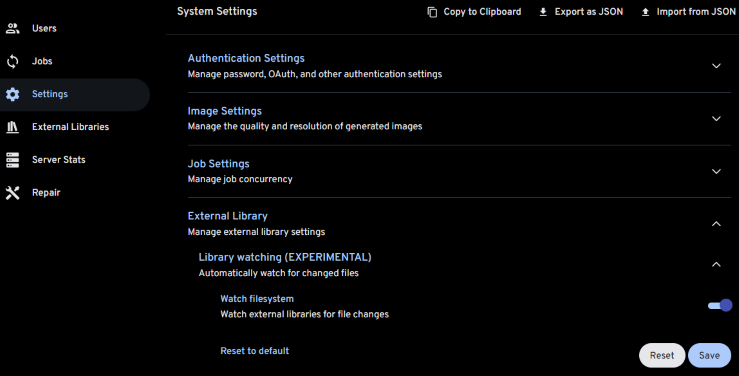 System Settings
Copy to Clipboard
Export as JSON
Import from JSON
Users
Jobs
Settings
External Libraries
Server Stats
Repair
Authentication Settings
Manage password, OAuth, and other authentication settings
Image Settings
Manage the quality and resolution of generated images
Job Settings
Manage job concurrency
External Library
Manage external library settings
Library watching (EXPERIMENTAL)
Automatically watch for changed files
Watch filesystem
Watch external libraries for file changes
Reset to default
Reset
Save